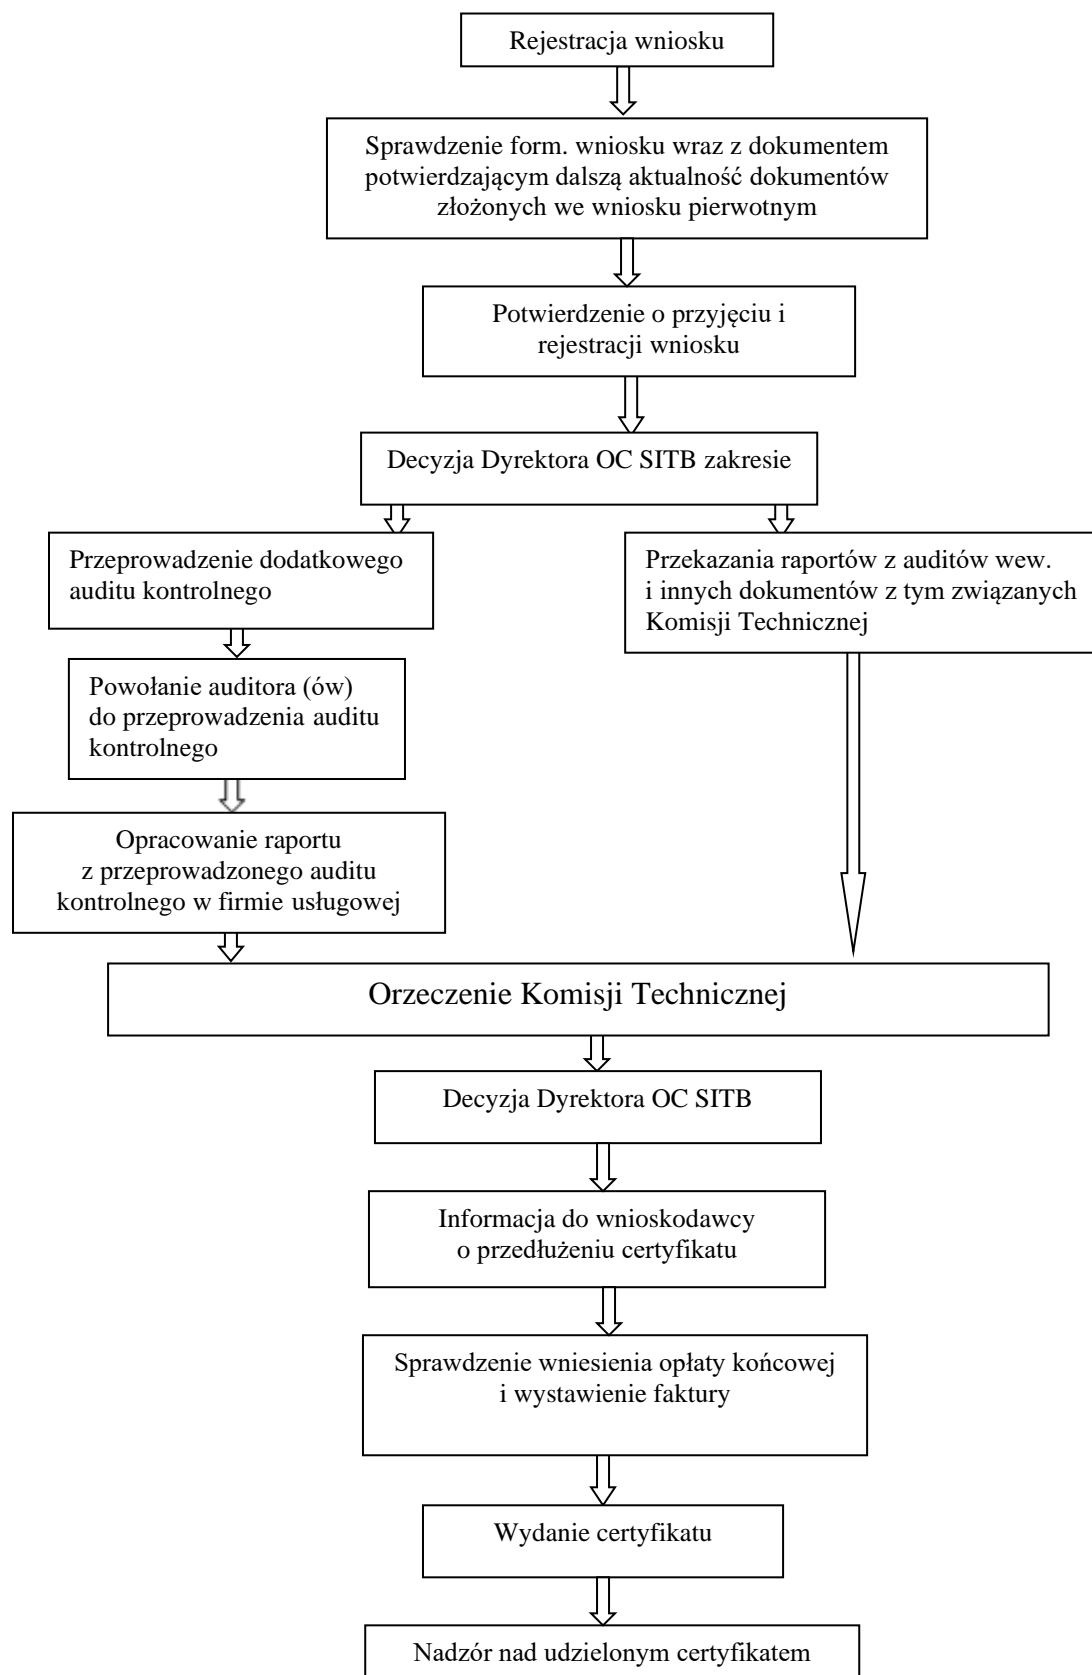 Rejestracja wniosku
Sprawdzenie form. wniosku wraz z dokumentem
potwierdzającym dalszą aktualność dokumentów
złożonych we wniosku pierwotnym
Potwierdzenie o przyjęciu i
rejestracji wniosku
Decyzja Dyrektora OC SITB zakresie
Przeprowadzenie dodatkowego
auditu kontrolnego
Przekazania raportów z auditów wew.
i innych dokumentów z tym związanych
Komisji Technicznej
Powołanie auditora (ów)
do przeprowadzenia auditu
kontrolnego
Opracowanie raportu
z przeprowadzonego auditu
kontrolnego w firmie usługowej
Orzeczenie Komisji Technicznej
Decyzja Dyrektora OC SITB
Informacja do wnioskodawcy
o przedłużeniu certyfikatu
Sprawdzenie wniesienia opłaty końcowej
i wystawienie faktury
Wydanie certyfikatu
Nadzór nad udzielonym certyfikatem